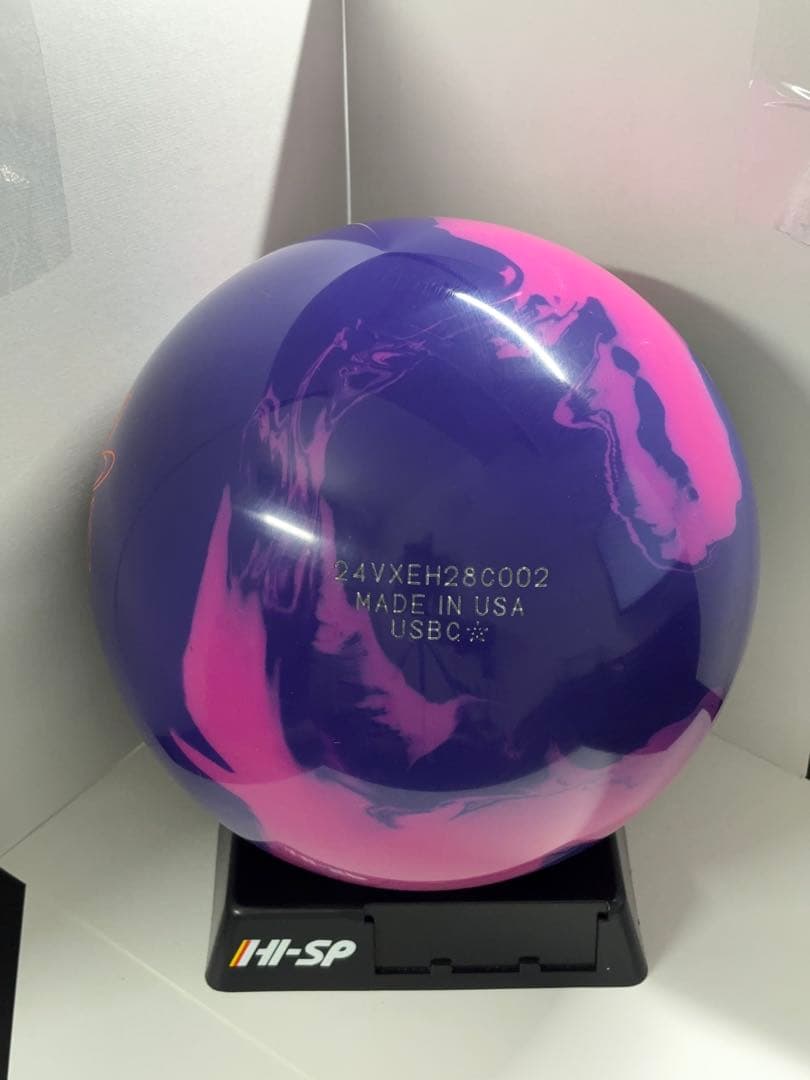 24VXEH28C002
MADE IN USA
USBC☆
HI-SP